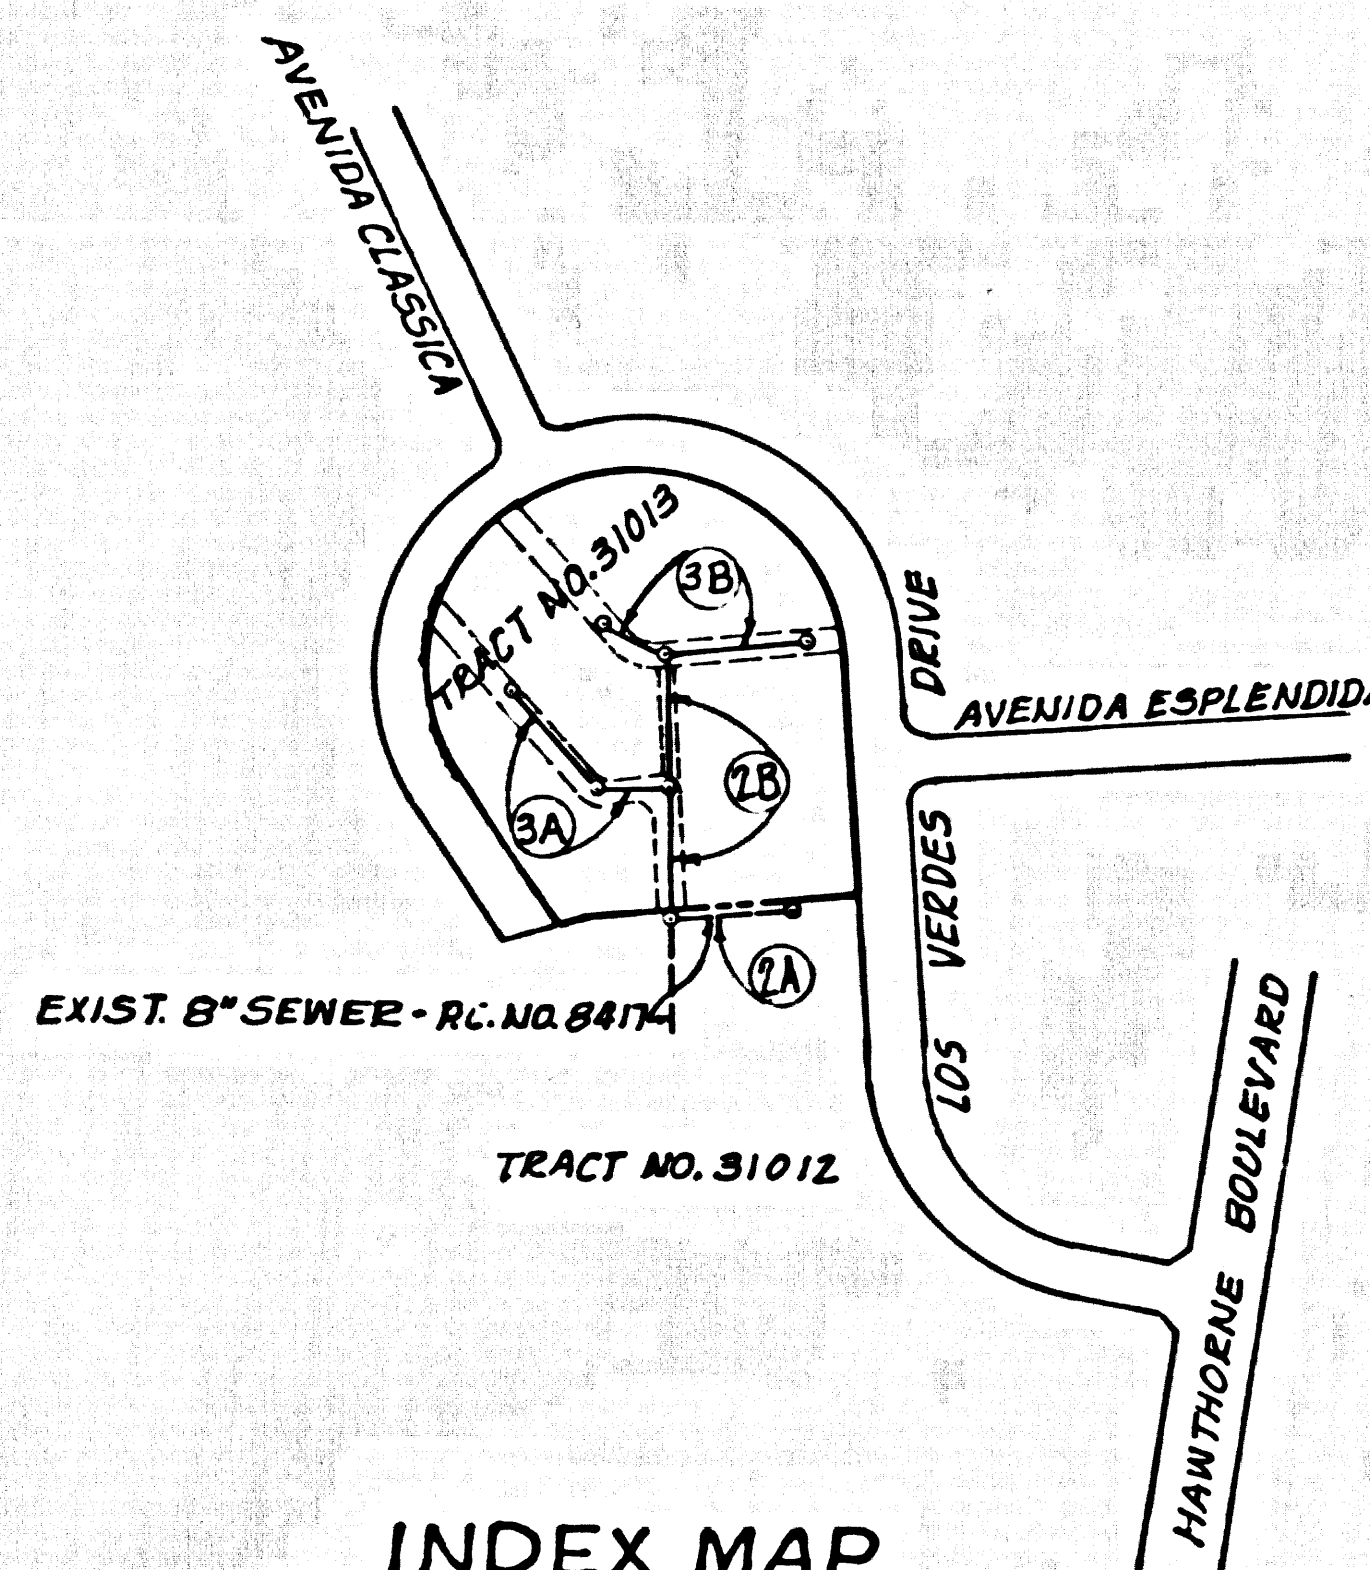 AVENIDA CLASSICA
TRACT NO. 31013
3B
DRIVE
AVENIDA ESPLENDIDA
2B
3A
VERDES
2A
EXIST. 8" SEWER - P.C. NO. 8417
LOS
BOULEVARD
TRACT NO. 31012
HAWTHORNE
INDEX MAP